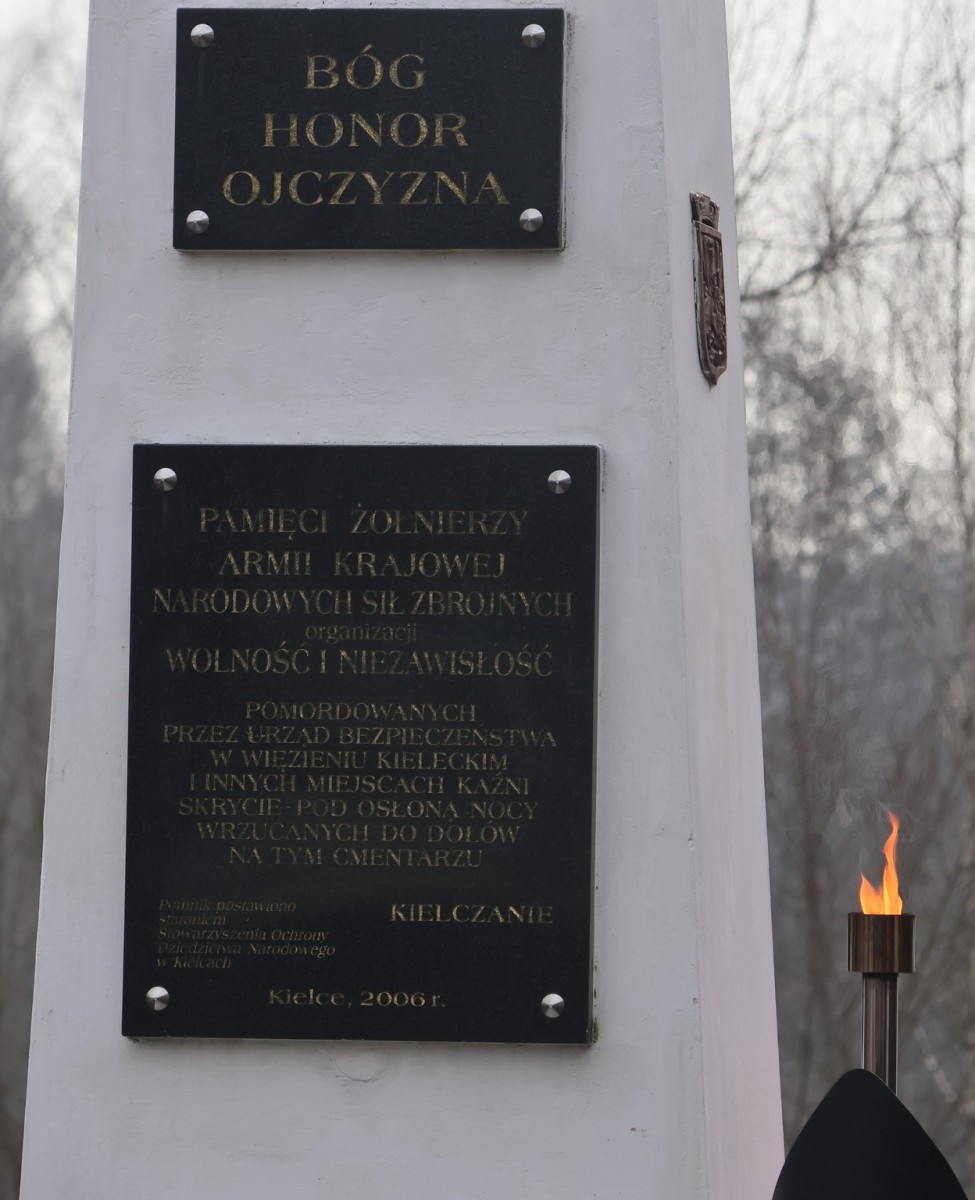 BÓG
HONOR
OJCZYZNA
PAMIĘCI ŻOŁNIERZY
ARMII KRAJOWEJ
NARODOWYCH SIŁ ZBROJNYCH
organizacji
WOLNOŚĆ I NIEZAWISŁOŚĆ
POMORDOWANYCH
PRZEZ URZĄD BEZPIECZEŃSTWA
W WIĘZIENIU KIELECKIM
I INNYCH MIEJSCACH KAŹNI
SKRYCIE POD OSŁONĄ NOCY
WRZUCANYCH DO DOŁÓW
NA TYM CMENTARZU
KIELCZANIE
Pomnik postawiono
staraniem
Stowarzyszenia Ochrony
Dziedzictwa Narodowego
w Kielcach
Kielce, 2006 r.